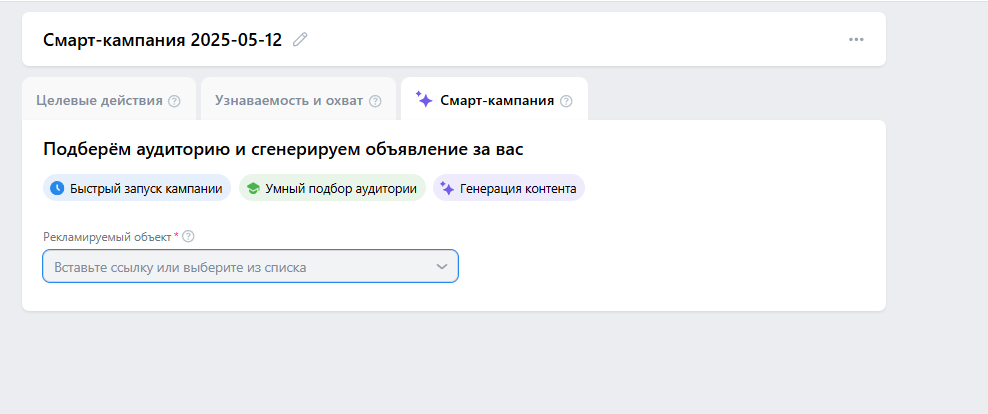 Смарт-кампания 2025-05-12
Целевые действия
Узнаваемость и охват
Смарт-кампания
Подберём аудиторию и сгенерируем объявление за вас
Быстрый запуск кампании
Умный подбор аудитории
Генерация контента
Рекламируемый объект *
Вставьте ссылку или выберите из списка